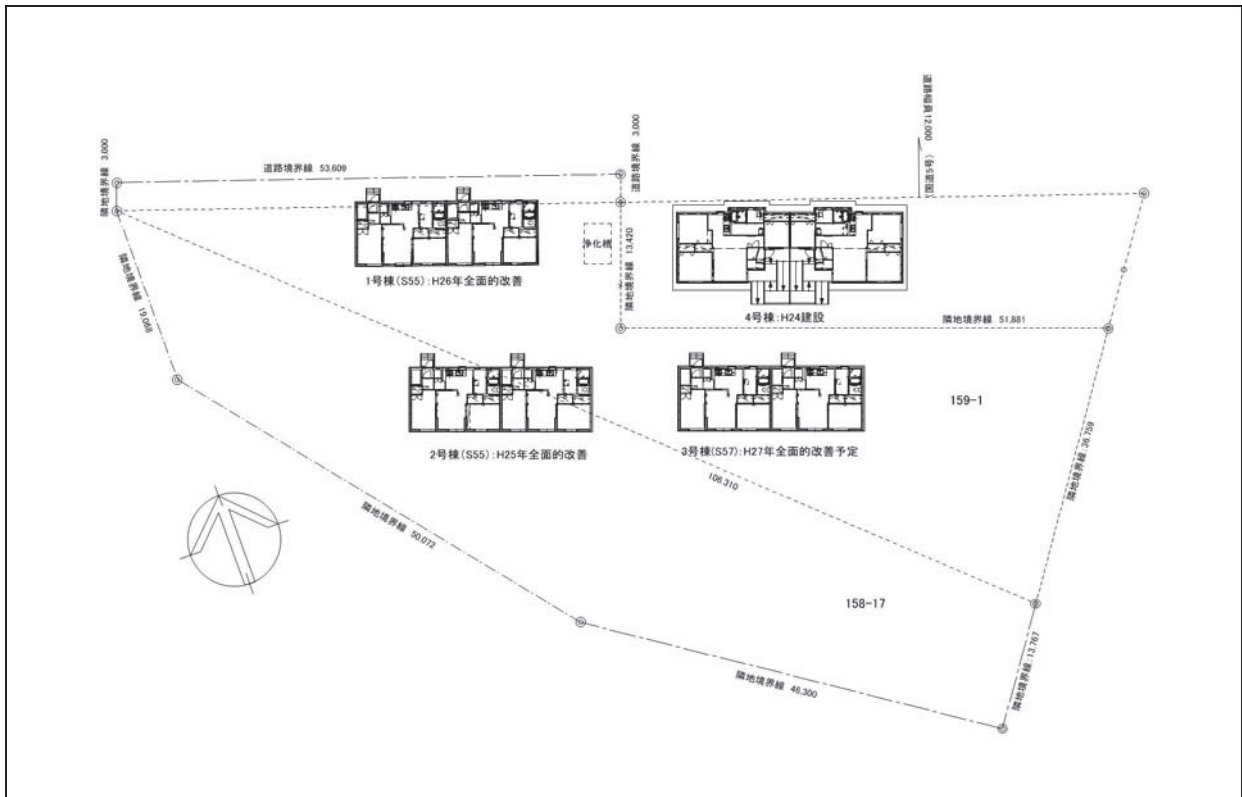 道路幅員12,000
(国道5号)
隣地境界線 3,000
道路境界線 53,609
道路境界線 3,000
浄化槽
隣地境界線 13,420
1号棟(S55):H26年全面的改善
4号棟:H24建設
隣地境界線 51,881
隣地境界線 19,068
159-1
隣地境界線 36,759
2号棟(S55):H25年全面的改善
3号棟(S57):H27年全面的改善予定
106,310
隣地境界線 50,072
158-17
隣地境界線 46,300
隣地境界線 13,767